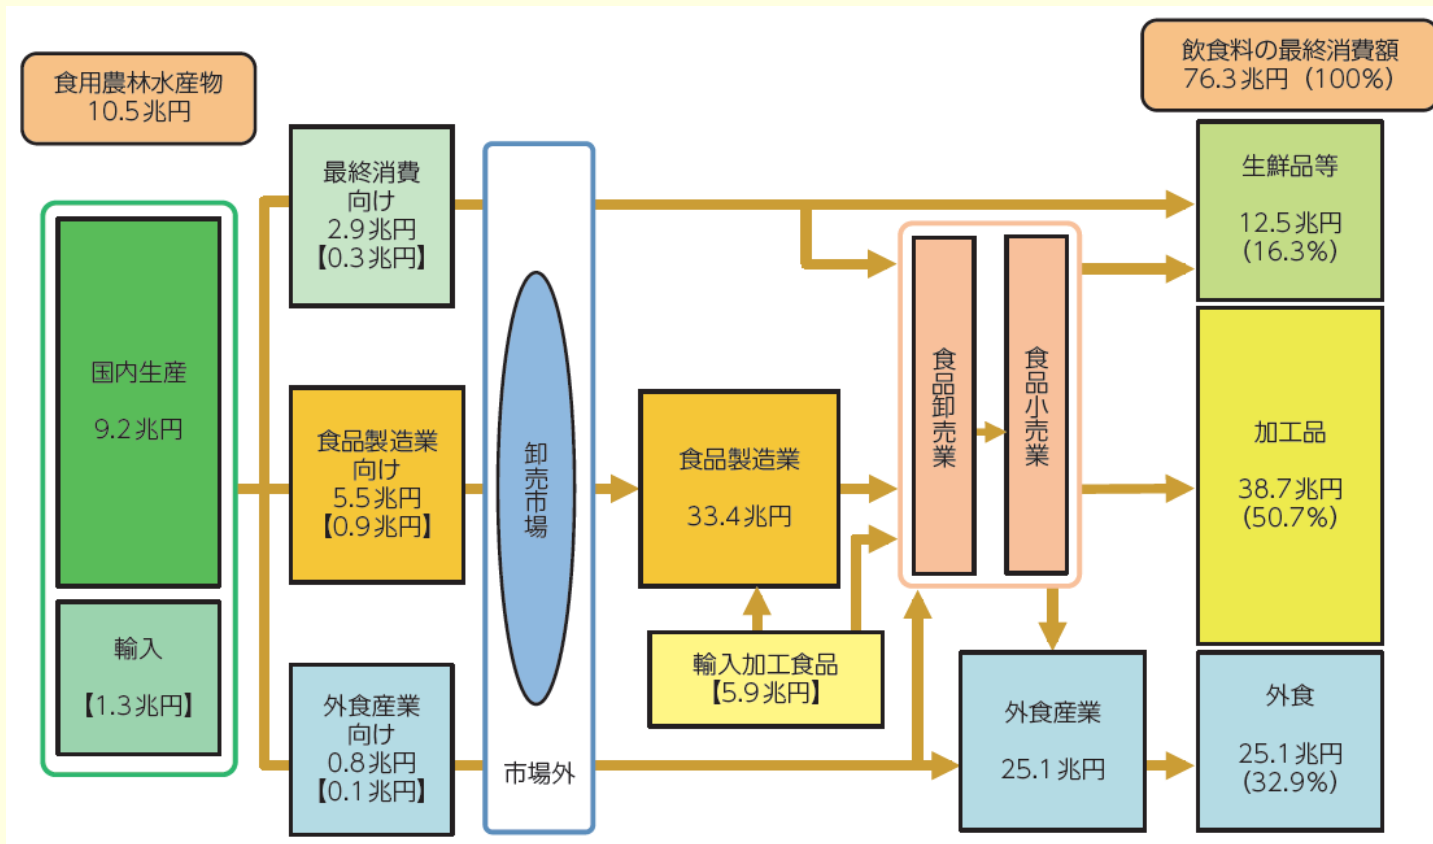 食用農林水産物
10.5兆円
飲食料の最終消費額
76.3兆円（100%）
国内生産
9.2兆円
輸入
【1.3兆円】
最終消費
向け
2.9兆円
【0.3兆円】
食品製造業
向け
5.5兆円
【0.9兆円】
外食産業
向け
0.8兆円
【0.1兆円】
卸売市場
市場外
食品製造業
33.4兆円
輸入加工食品
【5.9兆円】
食品卸売業
食品小売業
外食産業
25.1兆円
生鮮品等
12.5兆円
(16.3%)
加工品
38.7兆円
(50.7%)
外食
25.1兆円
(32.9%)